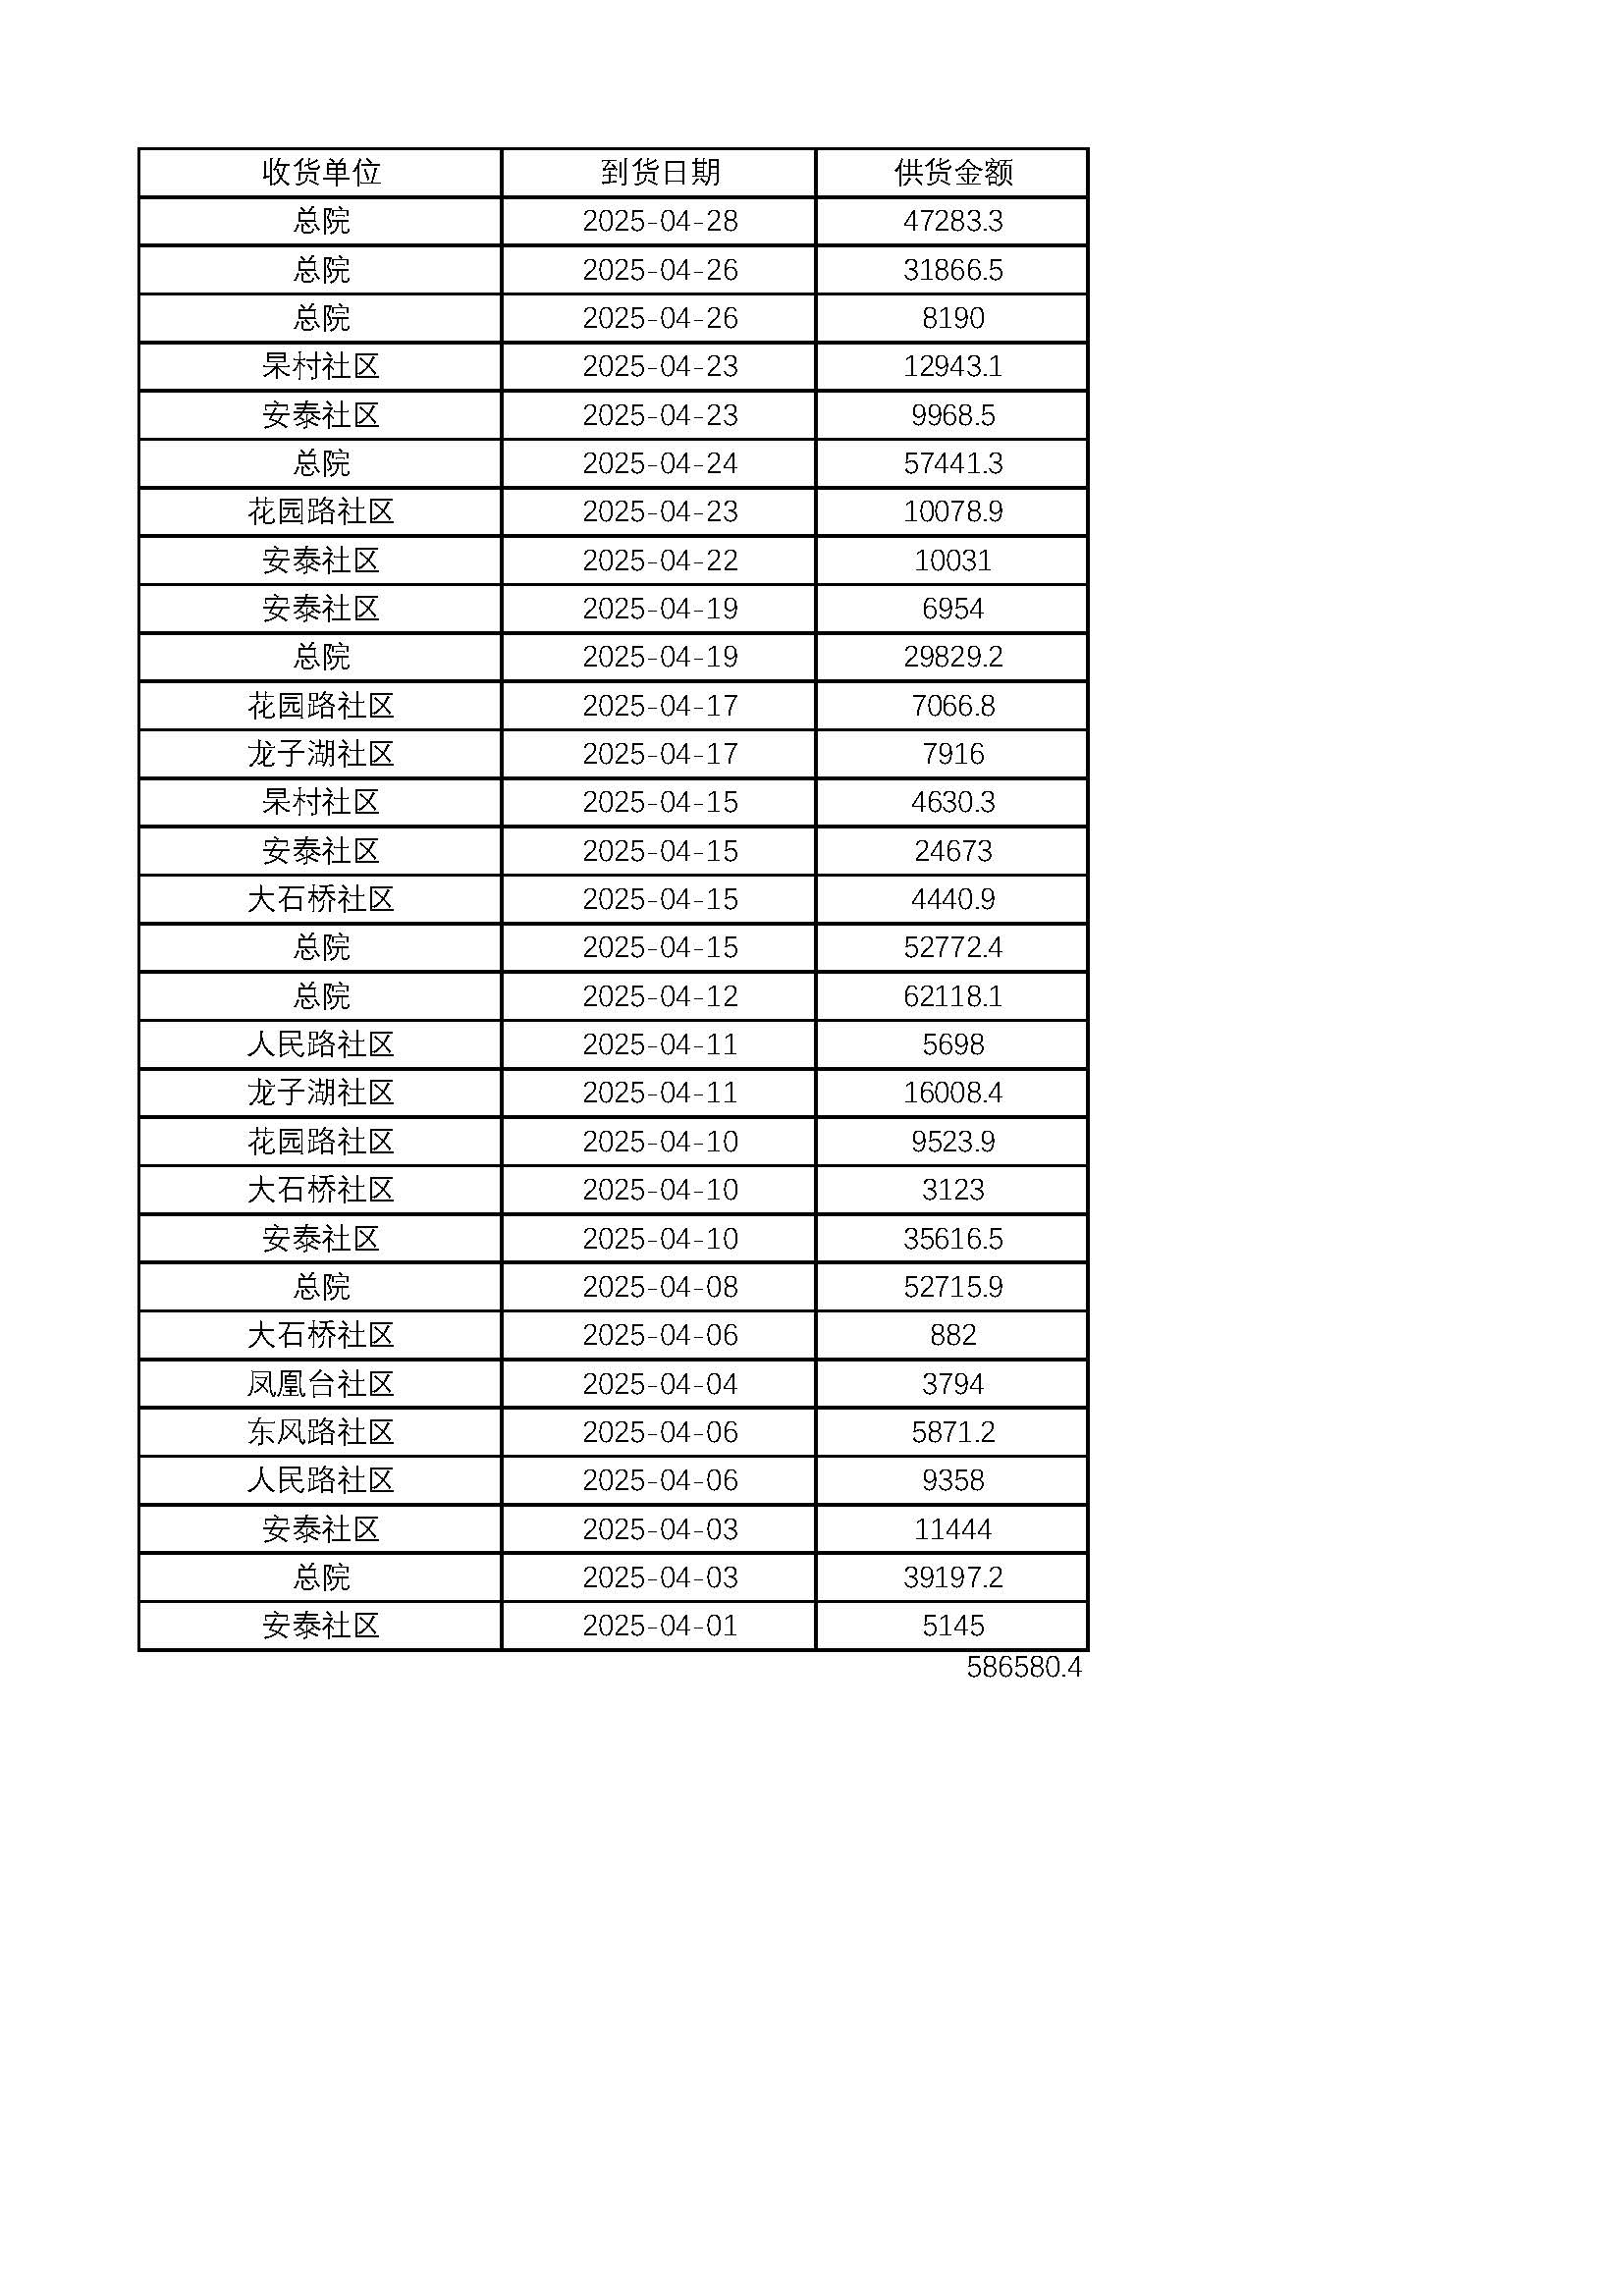 收货单位 到货日期 供货金额
总院 2025-04-28 47283.3
总院 2025-04-26 31866.5
总院 2025-04-26 8190
杲村社区 2025-04-23 12943.1
安泰社区 2025-04-23 9968.5
总院 2025-04-24 57441.3
花园路社区 2025-04-23 10078.9
安泰社区 2025-04-22 10031
安泰社区 2025-04-19 6954
总院 2025-04-19 29829.2
花园路社区 2025-04-17 7066.8
龙子湖社区 2025-04-17 7916
杲村社区 2025-04-15 4630.3
安泰社区 2025-04-15 24673
大石桥社区 2025-04-15 4440.9
总院 2025-04-15 52772.4
总院 2025-04-12 62118.1
人民路社区 2025-04-11 5698
龙子湖社区 2025-04-11 16008.4
花园路社区 2025-04-10 9523.9
大石桥社区 2025-04-10 3123
安泰社区 2025-04-10 35616.5
总院 2025-04-08 52715.9
大石桥社区 2025-04-06 882
凤凰台社区 2025-04-04 3794
东风路社区 2025-04-06 5871.2
人民路社区 2025-04-06 9358
安泰社区 2025-04-03 11444
总院 2025-04-03 39197.2
安泰社区 2025-04-01 5145
586580.4